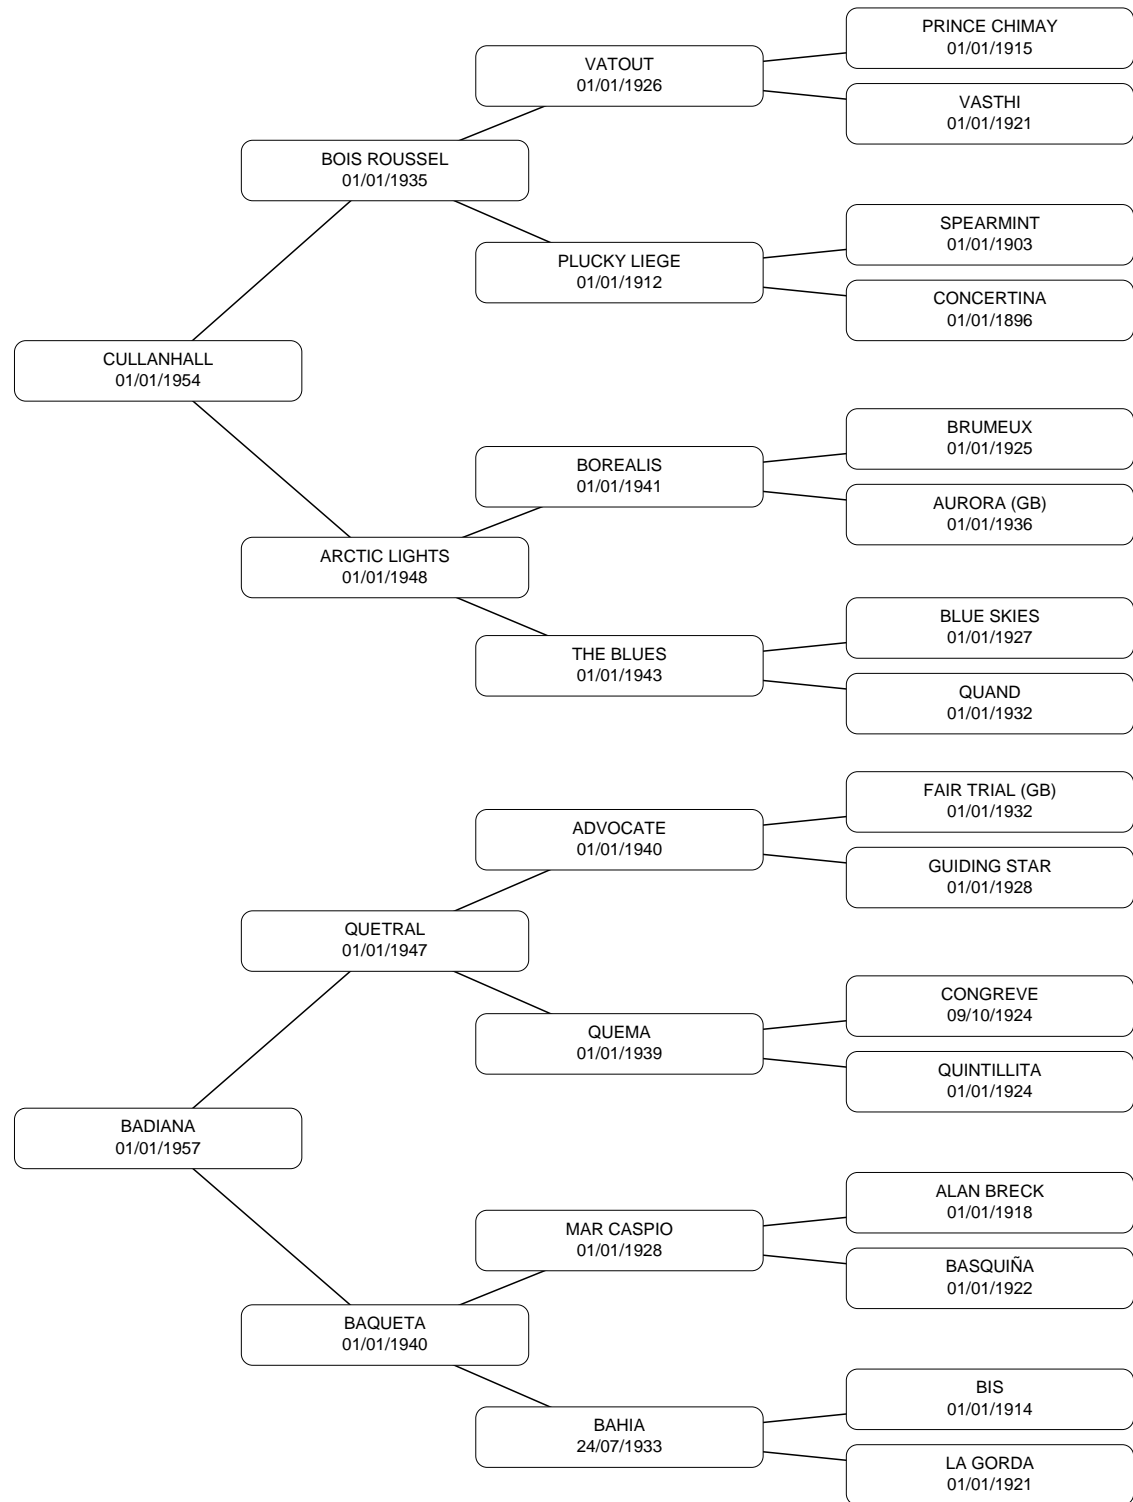 PRINCE CHIMAY
01/01/1915
VATOUT
01/01/1926
VASTHI
01/01/1921
BOIS ROUSSEL
01/01/1935
SPEARMINT
01/01/1903
PLUCKY LIEGE
01/01/1912
CONCERTINA
01/01/1896
CULLANHALL
01/01/1954
BRUMEUX
01/01/1925
BOREALIS
01/01/1941
AURORA (GB)
01/01/1936
ARCTIC LIGHTS
01/01/1948
BLUE SKIES
01/01/1927
THE BLUES
01/01/1943
QUAND
01/01/1932
FAIR TRIAL (GB)
01/01/1932
ADVOCATE
01/01/1940
GUIDING STAR
01/01/1928
QUETRAL
01/01/1947
CONGREVE
09/10/1924
QUEMA
01/01/1939
QUINTILLITA
01/01/1924
BADIANA
01/01/1957
ALAN BRECK
01/01/1918
MAR CASPIO
01/01/1928
BASQUIÑA
01/01/1922
BAQUETA
01/01/1940
BIS
01/01/1914
BAHIA
24/07/1933
LA GORDA
01/01/1921